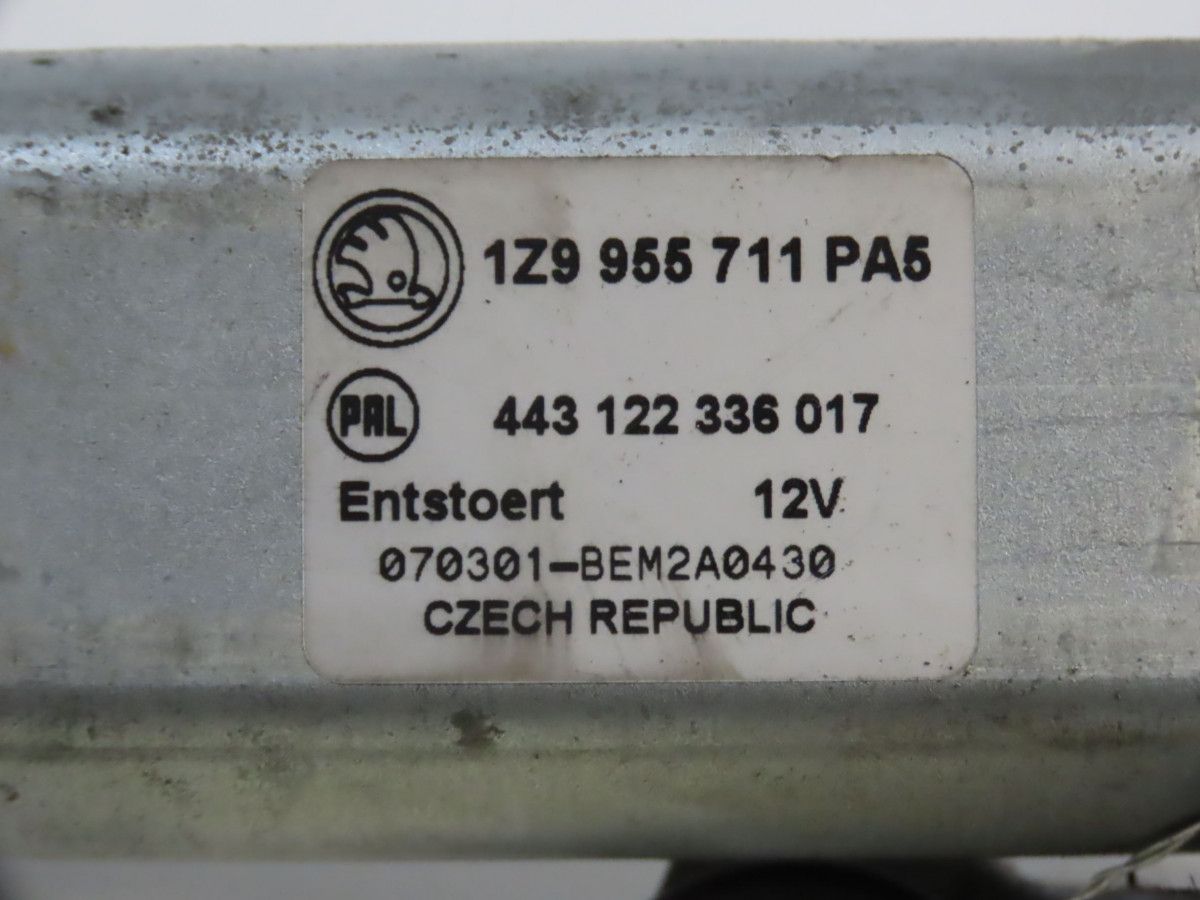 1Z9 955 711 PA5
PAL 443 122 336 017
Entstoert 12V
070301-BEM2A0430
CZECH REPUBLIC